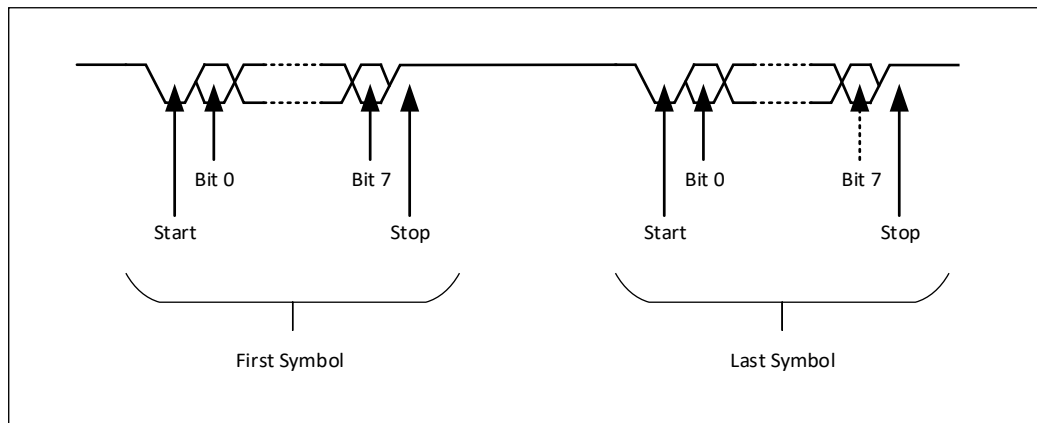 Bit 0 Bit 7 Bit 0 Bit 7
Start Stop Start Stop
First Symbol Last Symbol